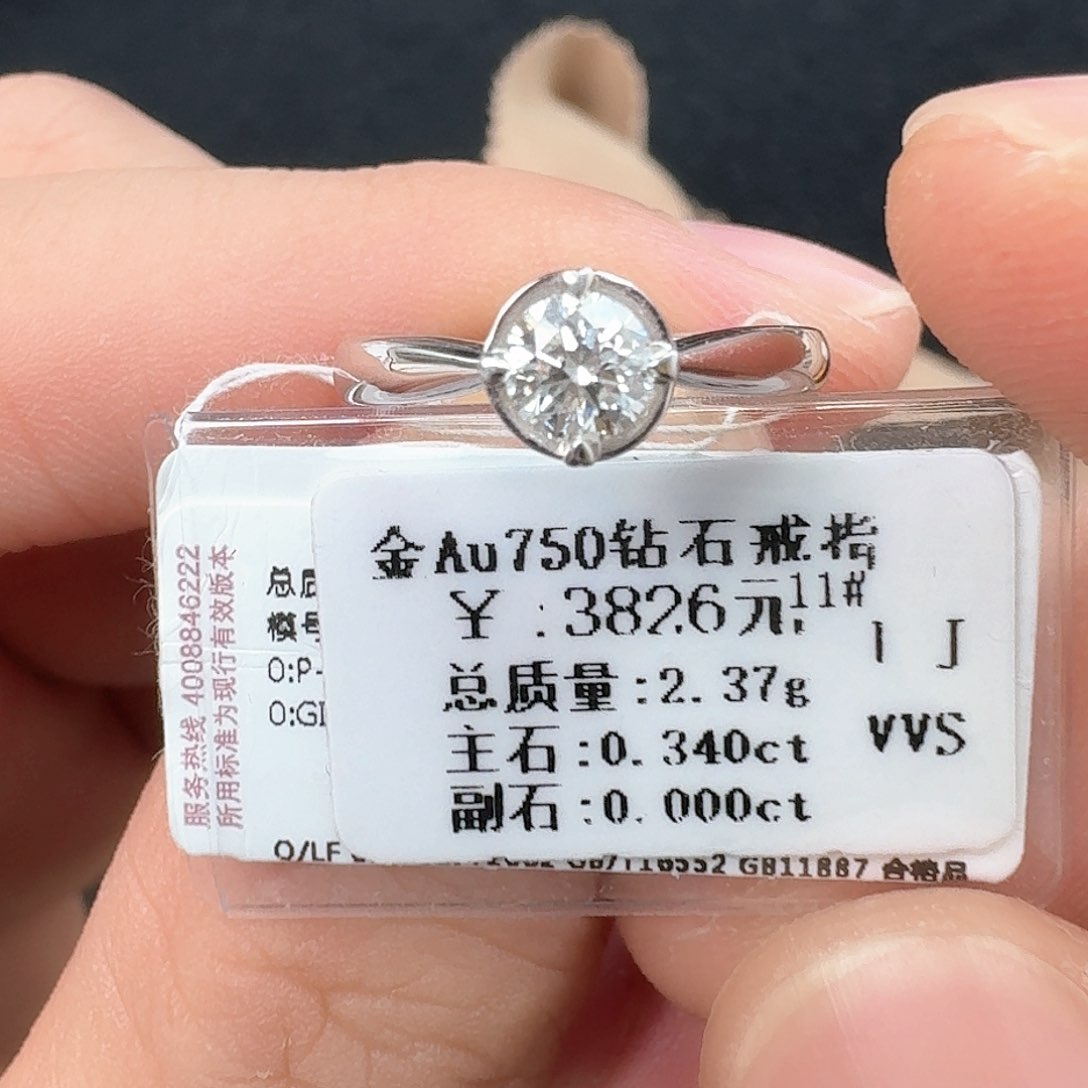 金Au750钻石戒指
¥:3826元 11#
I J
总质量:2.37g
VVS
主石:0.340ct
副石:0.000ct
服务热线 4008846222
所用标准为现行有效版本
O:P-
O:GI
Q/LF GB/T16552 GB11887 合格品